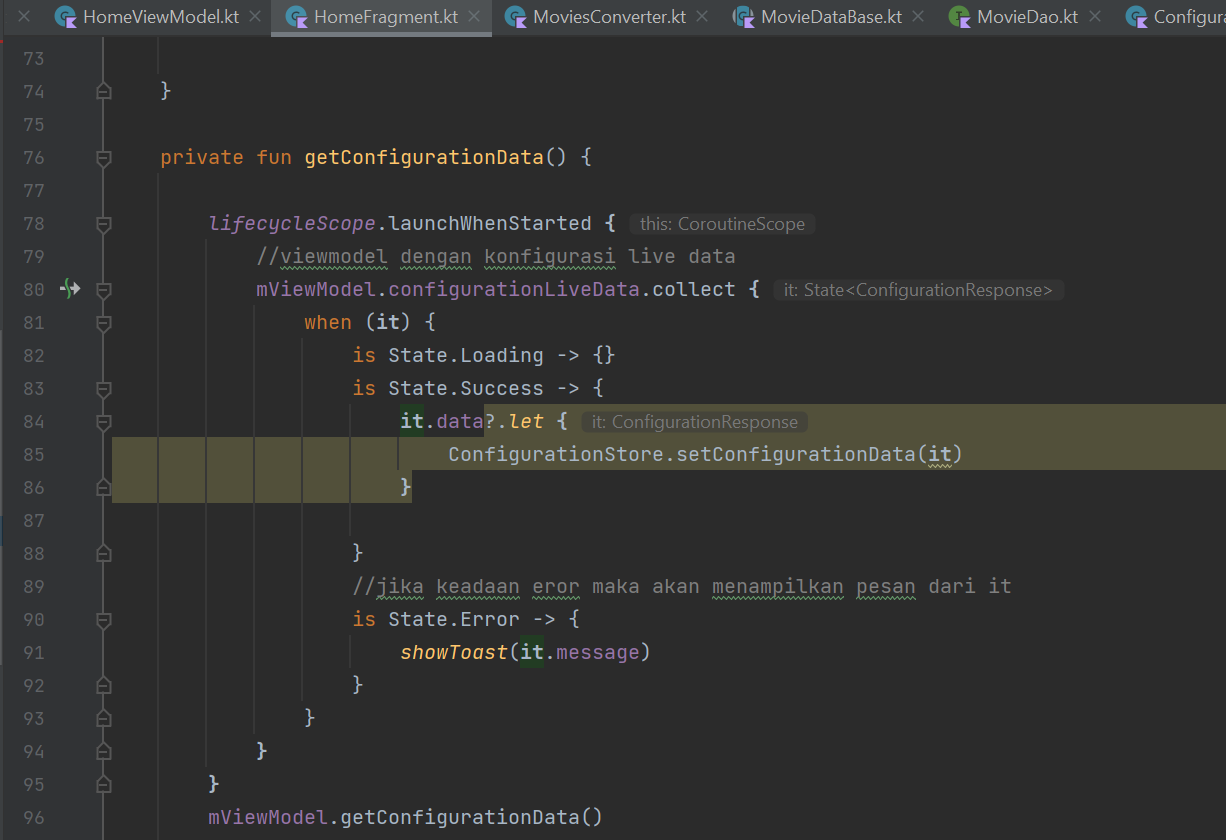 HomeViewModel.kt HomeFragment.kt MoviesConverter.kt MovieDataBase.kt MovieDao.kt
73
74 }
75
76 private fun getConfigurationData() {
77
78 lifecycleScope.launchWhenStarted { this: CoroutineScope
79 //viewmodel dengan konfigurasi live data
80 mViewModel.configurationLiveData.collect { it: State<ConfigurationResponse>
81 when (it) {
82 is State.Loading -> {}
83 is State.Success -> {
84 it.data?.let { it: ConfigurationResponse
85 ConfigurationStore.setConfigurationData(it)
86 }
87
88 }
89 //jika keadaan eror maka akan menampilkan pesan dari it
90 is State.Error -> {
91 showToast(it.message)
92 }
93 }
94 }
95 }
96 mViewModel.getConfigurationData()